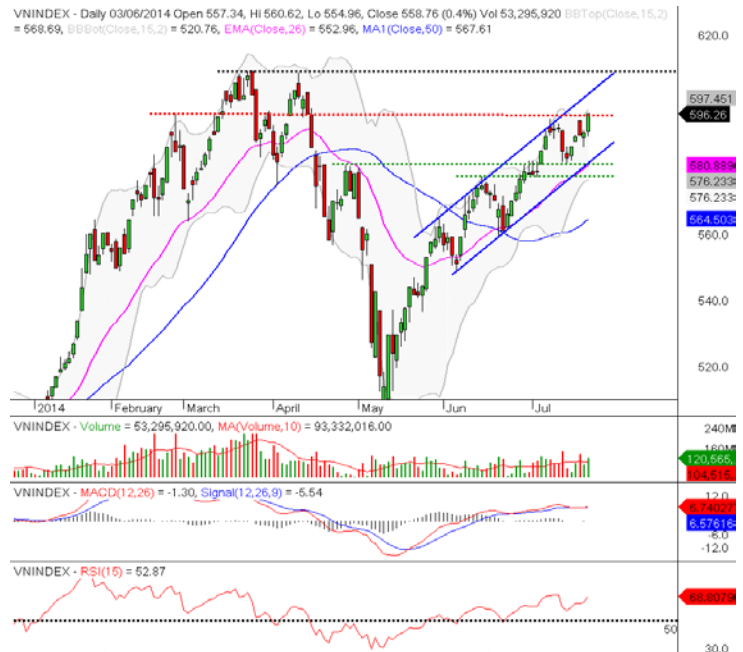 VNINDEX - Daily 03/06/2014 Open 557.34, Hi 560.62, Lo 554.96, Close 558.76 (0.4%) Vol 53,295,920 BBTop(Close,15,2)
= 568.69, BBBot(Close,15,2) = 520.76, EMA(Close,26) = 552.96, MA1(Close,50) = 567.61
620.0
597.451
596.26
580.889
576.233
576.233
564.503
560.0
540.0
520.0
2014 February March April May Jun Jul
VNINDEX - Volume = 53,295,920.00, MA(Volume,10) = 93,332,016.00
240M
160M
120,565,
104,515,
VNINDEX - MACD(12,26) = -1.30, Signal(12,26,9) = -5.54
12.0
6.74027
6.57616
-6.0
-12.0
VNINDEX - RSI(15) = 52.87
68.8079
50
30.0